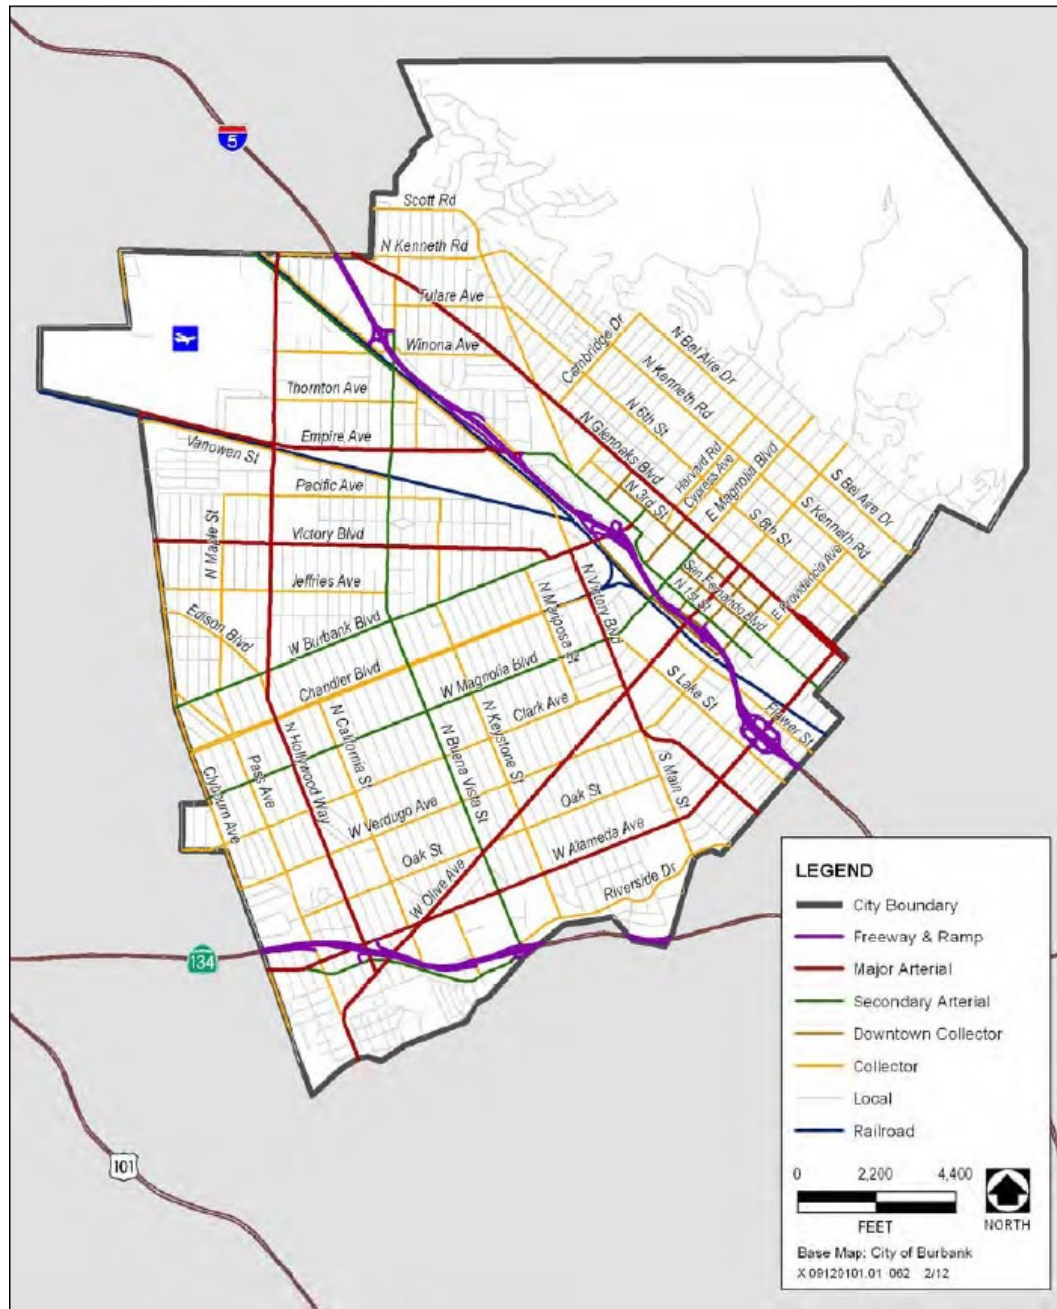 5
Scott Rd
N Kenneth Rd
Tulare Ave
Winona Ave
Cambridge Dr
N Bel Aire Dr
Thornton Ave
N Kenneth Rd
N 6th St
Empire Ave
N Glenoaks Blvd
Vanowen St
Harvard Rd
Cypress Ave
E Magnolia Blvd
S Bel Aire Dr
Pacific Ave
N 3rd St
S Kenneth Rd
S 6th St
N Maple St
Victory Blvd
San Fernando Blvd
E Providencia Ave
Jeffries Ave
N Victory Blvd
N 1st St
N Mariposa St
Edison Blvd
W Burbank Blvd
Chandler Blvd
W Magnolia Blvd
S Lake St
Clark Ave
Flower St
N California St
N Keystone St
N Hollywood Way
N Buena Vista St
Pass Ave
S Main St
Clybourn Ave
W Verdugo Ave
Oak St
Oak St
W Alameda Ave
W Olive Ave
Riverside Dr
134
101
LEGEND
City Boundary
Freeway & Ramp
Major Arterial
Secondary Arterial
Downtown Collector
Collector
Local
Railroad
0 2,200 4,400
FEET
NORTH
Base Map: City of Burbank
X 09120101.01 062 2/12